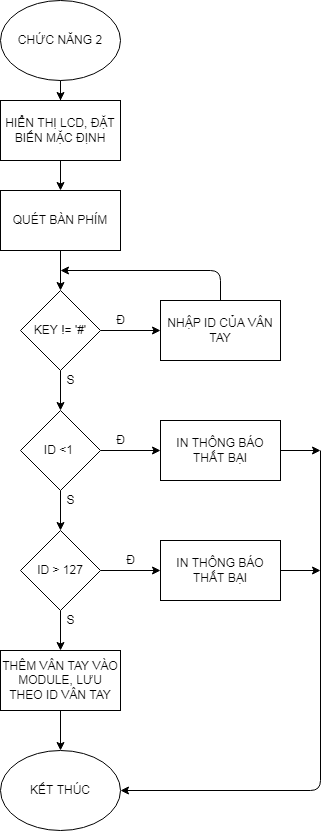 CHỨC NĂNG 2
HIỂN THỊ LCD, ĐẶT
BIẾN MẶC ĐỊNH
QUÉT BÀN PHÍM
KEY != '#'
Đ
NHẬP ID CỦA VÂN
TAY
S
ID <1
Đ
IN THÔNG BÁO
THẤT BẠI
S
ID > 127
Đ
IN THÔNG BÁO
THẤT BẠI
S
THÊM VÂN TAY VÀO
MODULE, LƯU
THEO ID VÂN TAY
KẾT THÚC